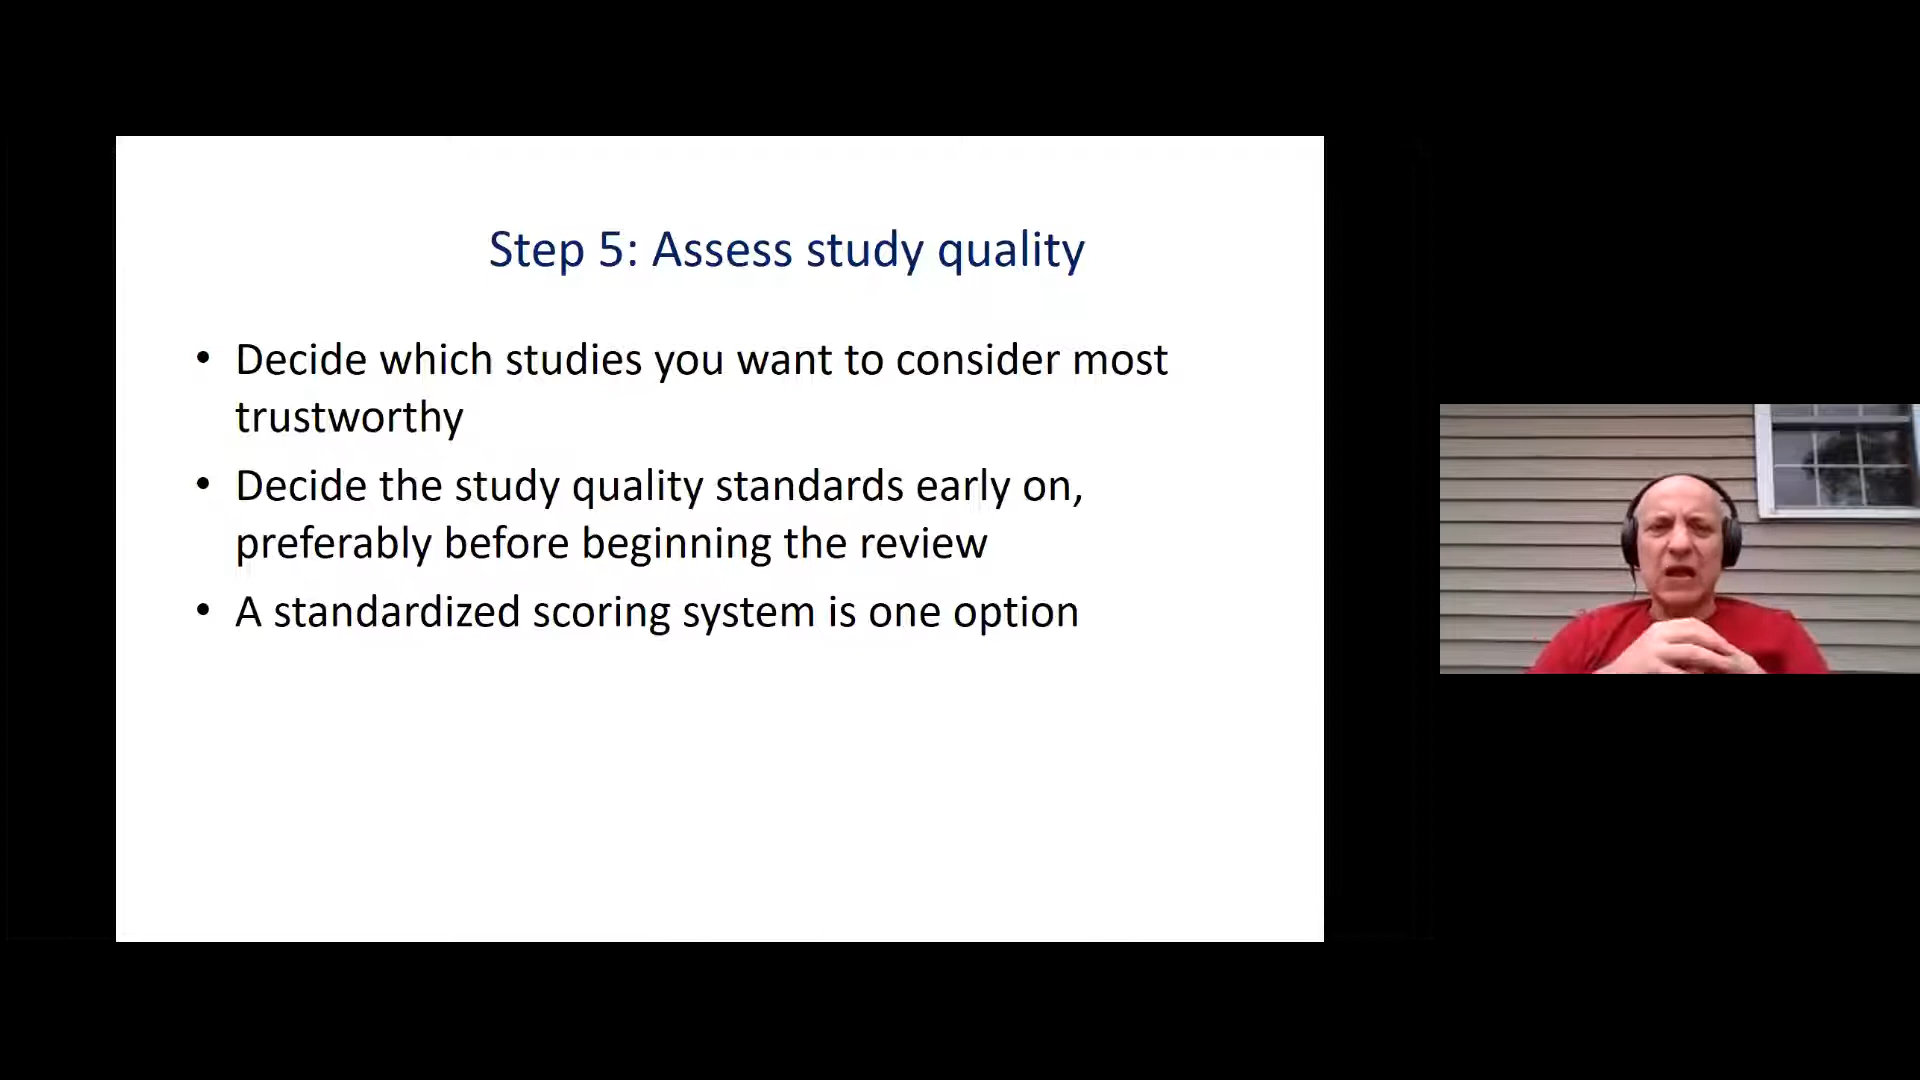 Step 5: Assess study quality
• Decide which studies you want to consider most
trustworthy
• Decide the study quality standards early on,
preferably before beginning the review
• A standardized scoring system is one option